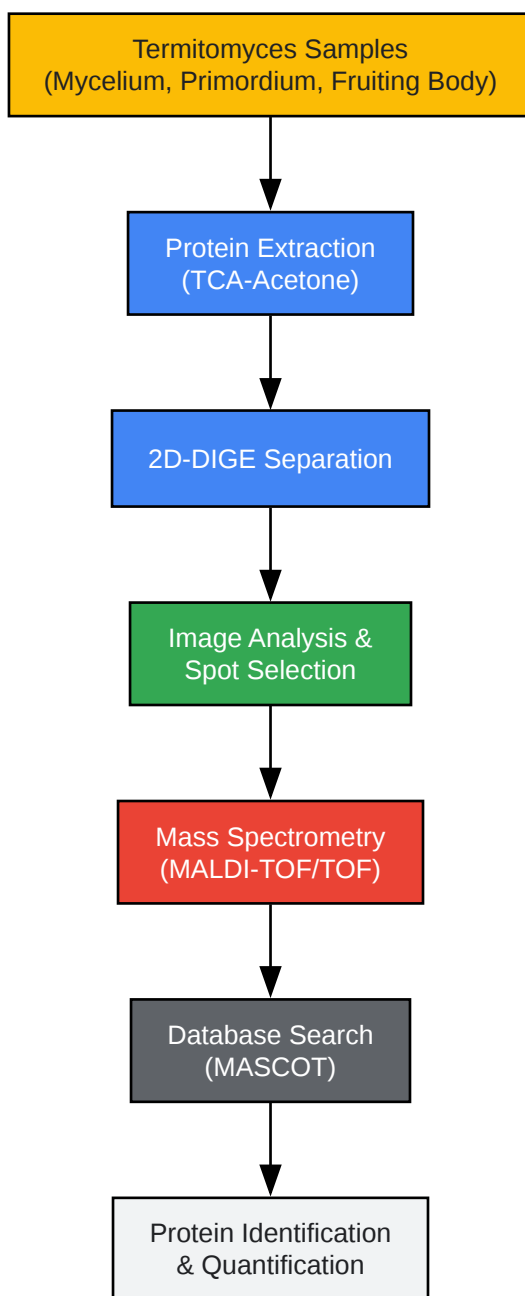 Termitomyces Samples
(Mycelium, Primordium, Fruiting Body)
Protein Extraction
(TCA-Acetone)
2D-DIGE Separation
Image Analysis &
Spot Selection
Mass Spectrometry
(MALDI-TOF/TOF)
Database Search
(MASCOT)
Protein Identification
& Quantification